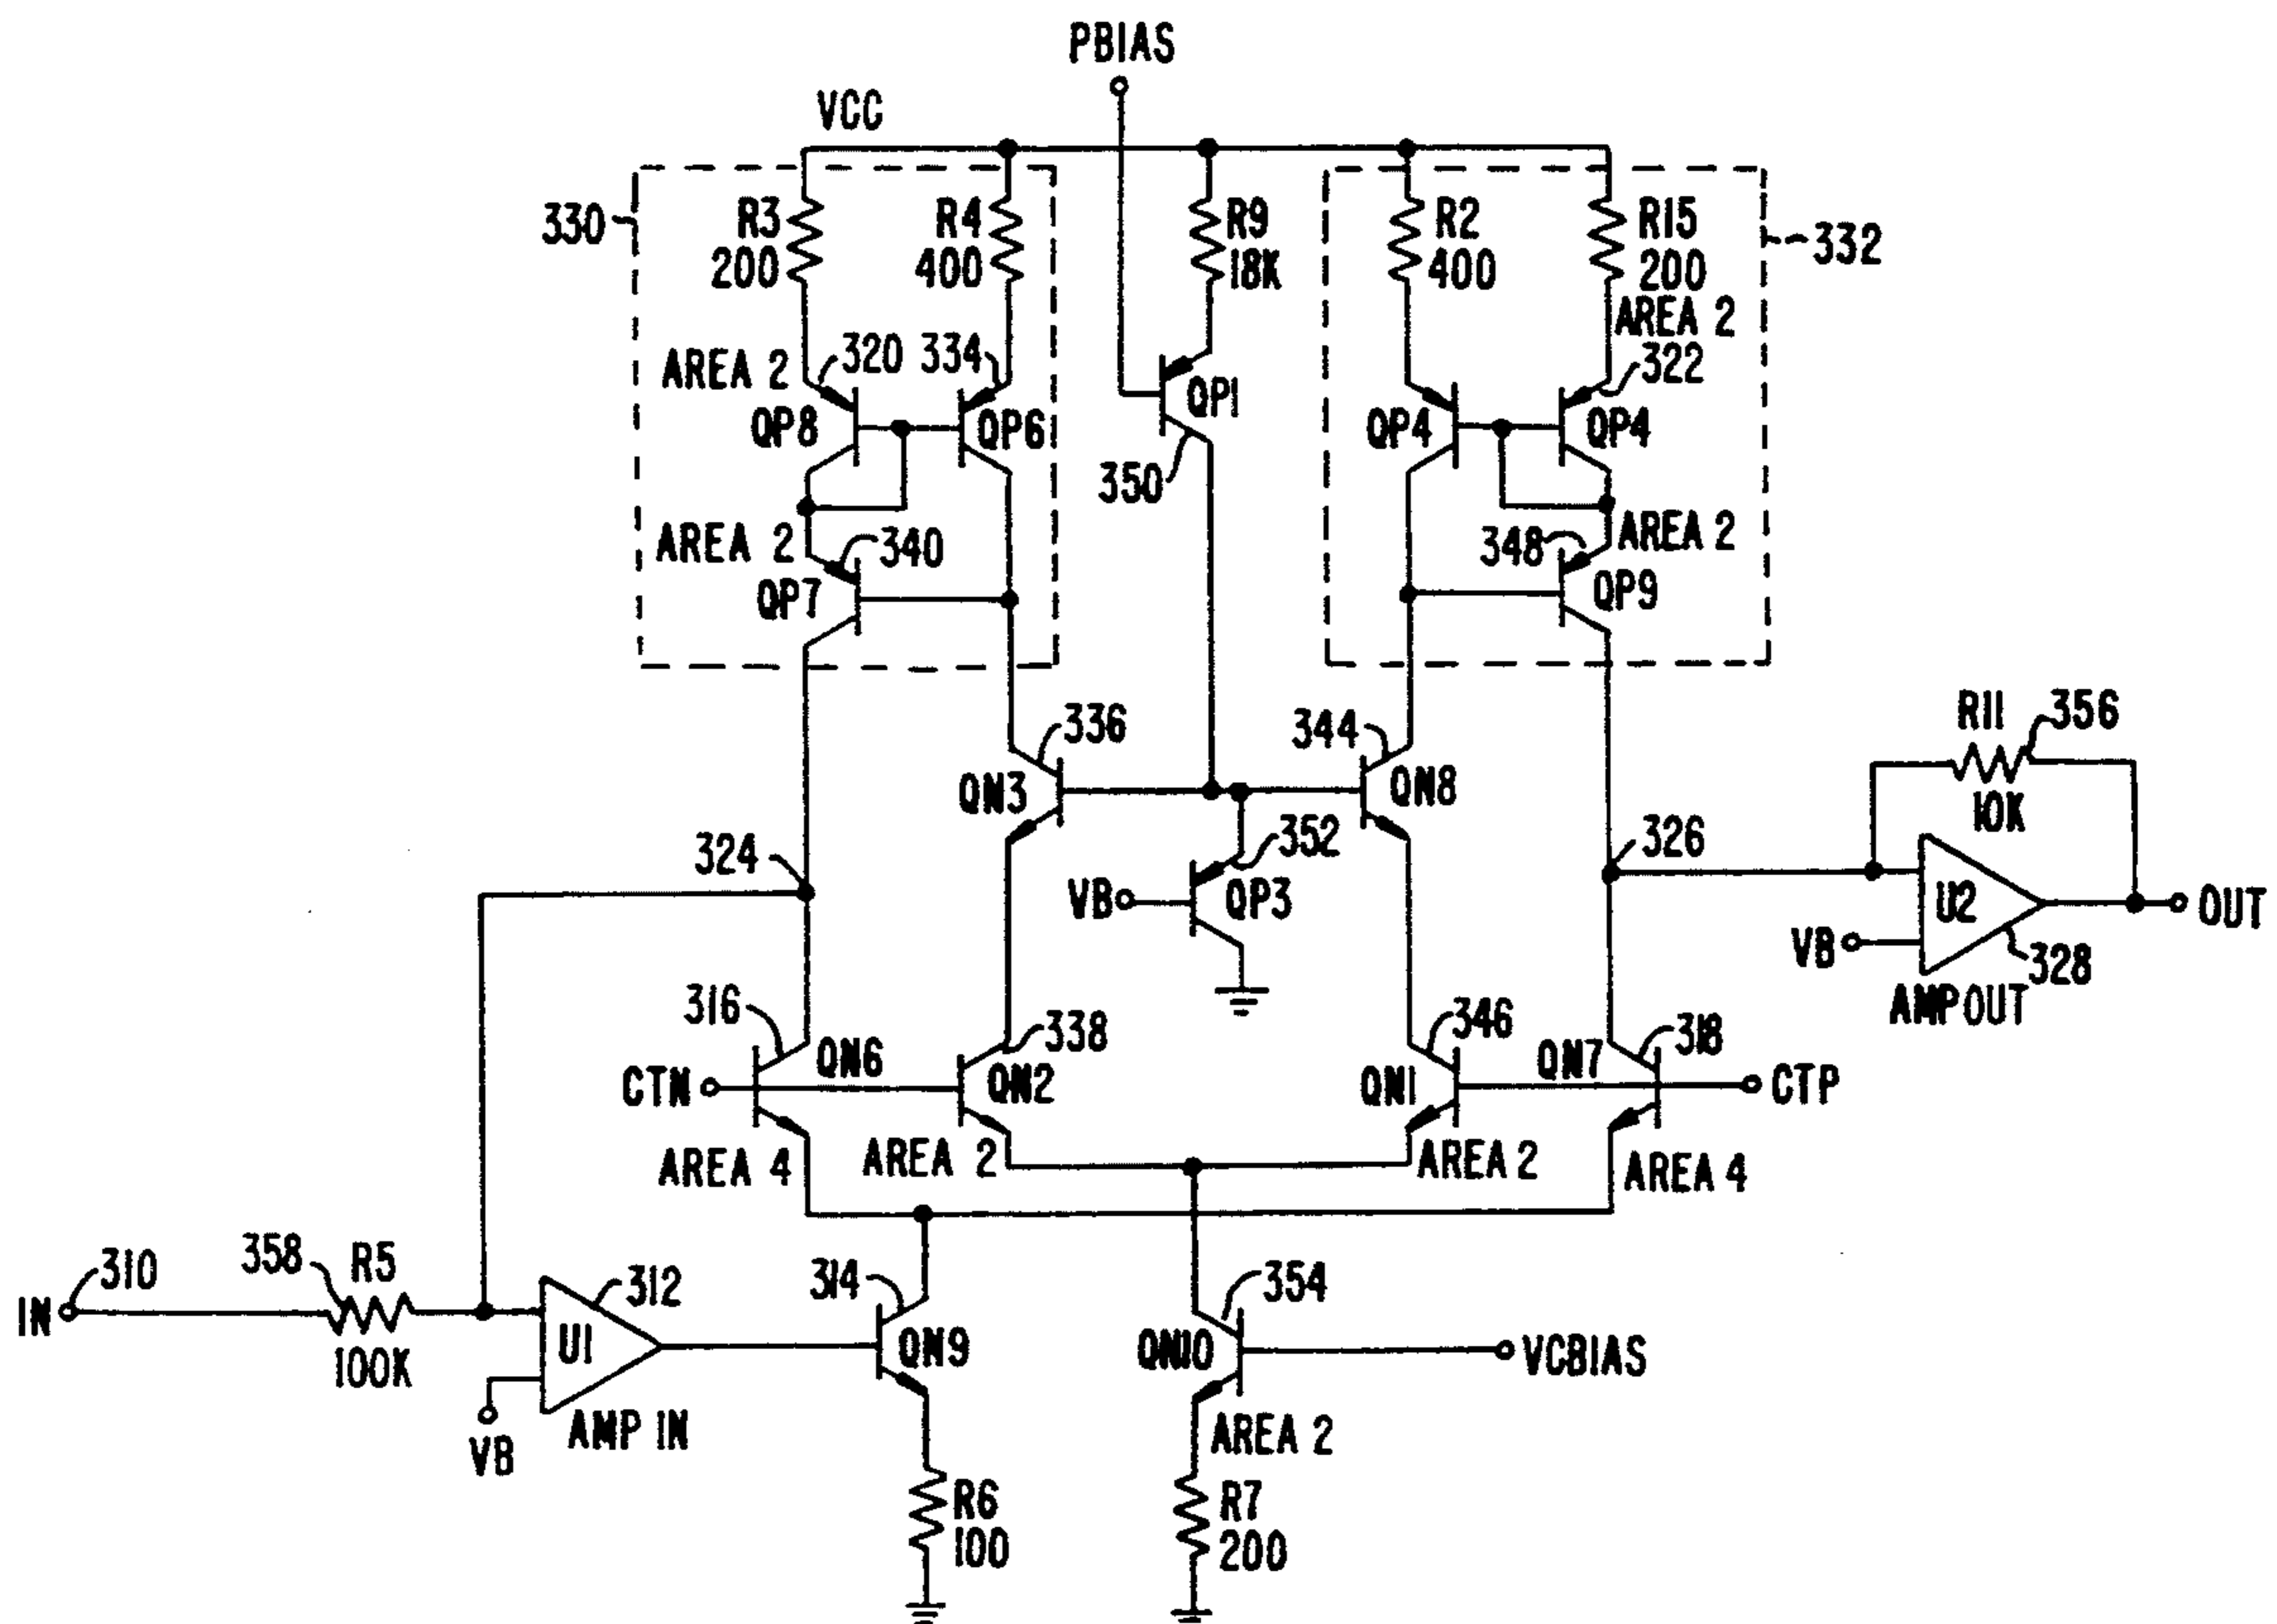 PBIAS
VCC
330
R3
200
R4
400
R9
18K
R2
400
R15
200
332
AREA 2
AREA 2
320
334
322
QP8
QP6
QP1
QP4
QP4
350
AREA 2
340
348
AREA 2
QP7
QP9
336
344
R11
356
QN3
QN8
10K
324
352
326
VB
QP3
U2
OUT
VB
328
AMP OUT
316
QN6
338
346
QN7
318
CTN
QN2
QN1
CTP
AREA 4
AREA 2
AREA 2
AREA 4
310
358
R5
312
314
354
IN
U1
QN9
QN10
VCBIAS
100K
VB
AMP IN
AREA 2
R6
100
R7
200